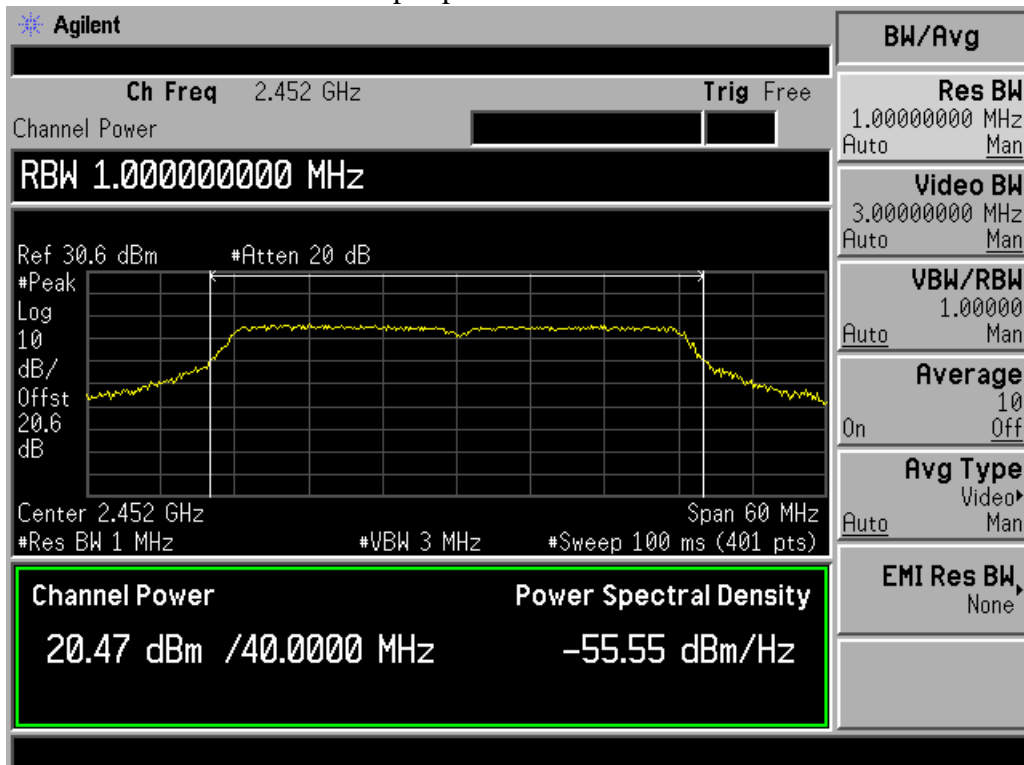 Agilent
Ch Freq 2.452 GHz Trig Free
Channel Power
RBW 1.000000000 MHz
Ref 30.6 dBm #Atten 20 dB
#Peak
Log
10
dB/
Offst
20.6
dB
Center 2.452 GHz Span 60 MHz
#Res BW 1 MHz #VBW 3 MHz #Sweep 100 ms (401 pts)
Channel Power Power Spectral Density
20.47 dBm /40.0000 MHz -55.55 dBm/Hz
BW/Avg
Res BW
1.00000000 MHz
Auto Man
Video BW
3.00000000 MHz
Auto Man
VBW/RBW
1.00000
Auto Man
Average
10
On Off
Avg Type
Video
Auto Man
EMI Res BW
None